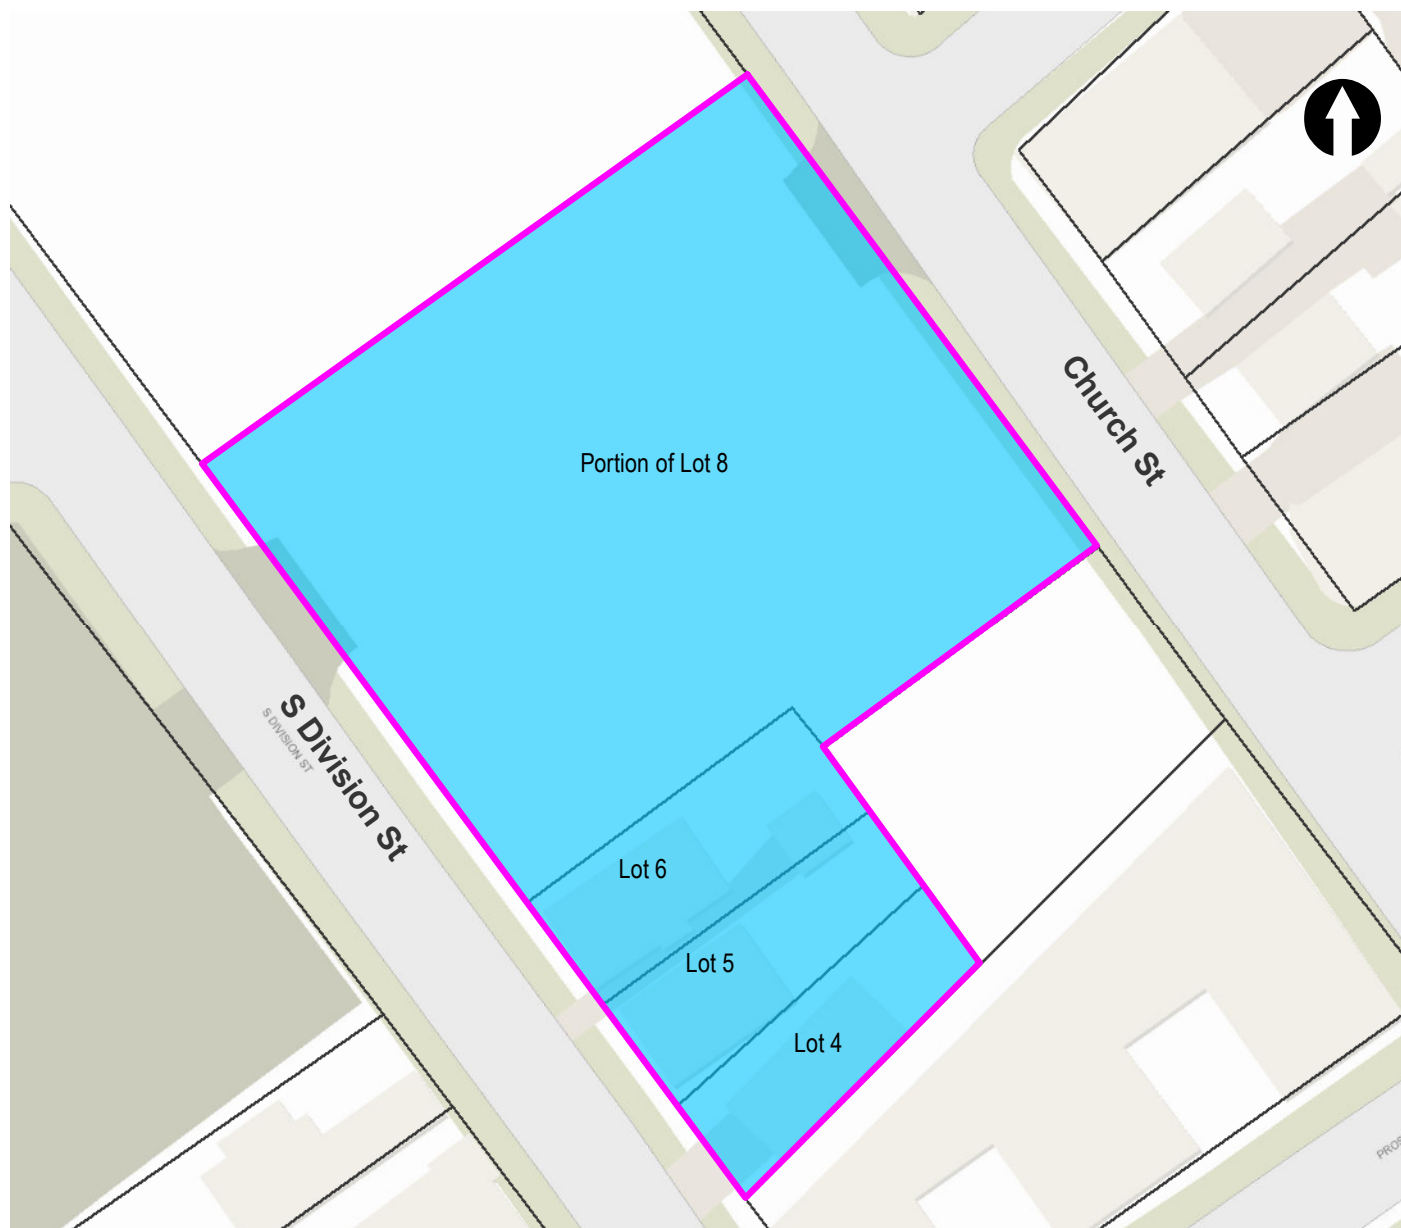 Church St
Portion of Lot 8
S Division St
S DIVISION ST
Lot 6
Lot 5
Lot 4